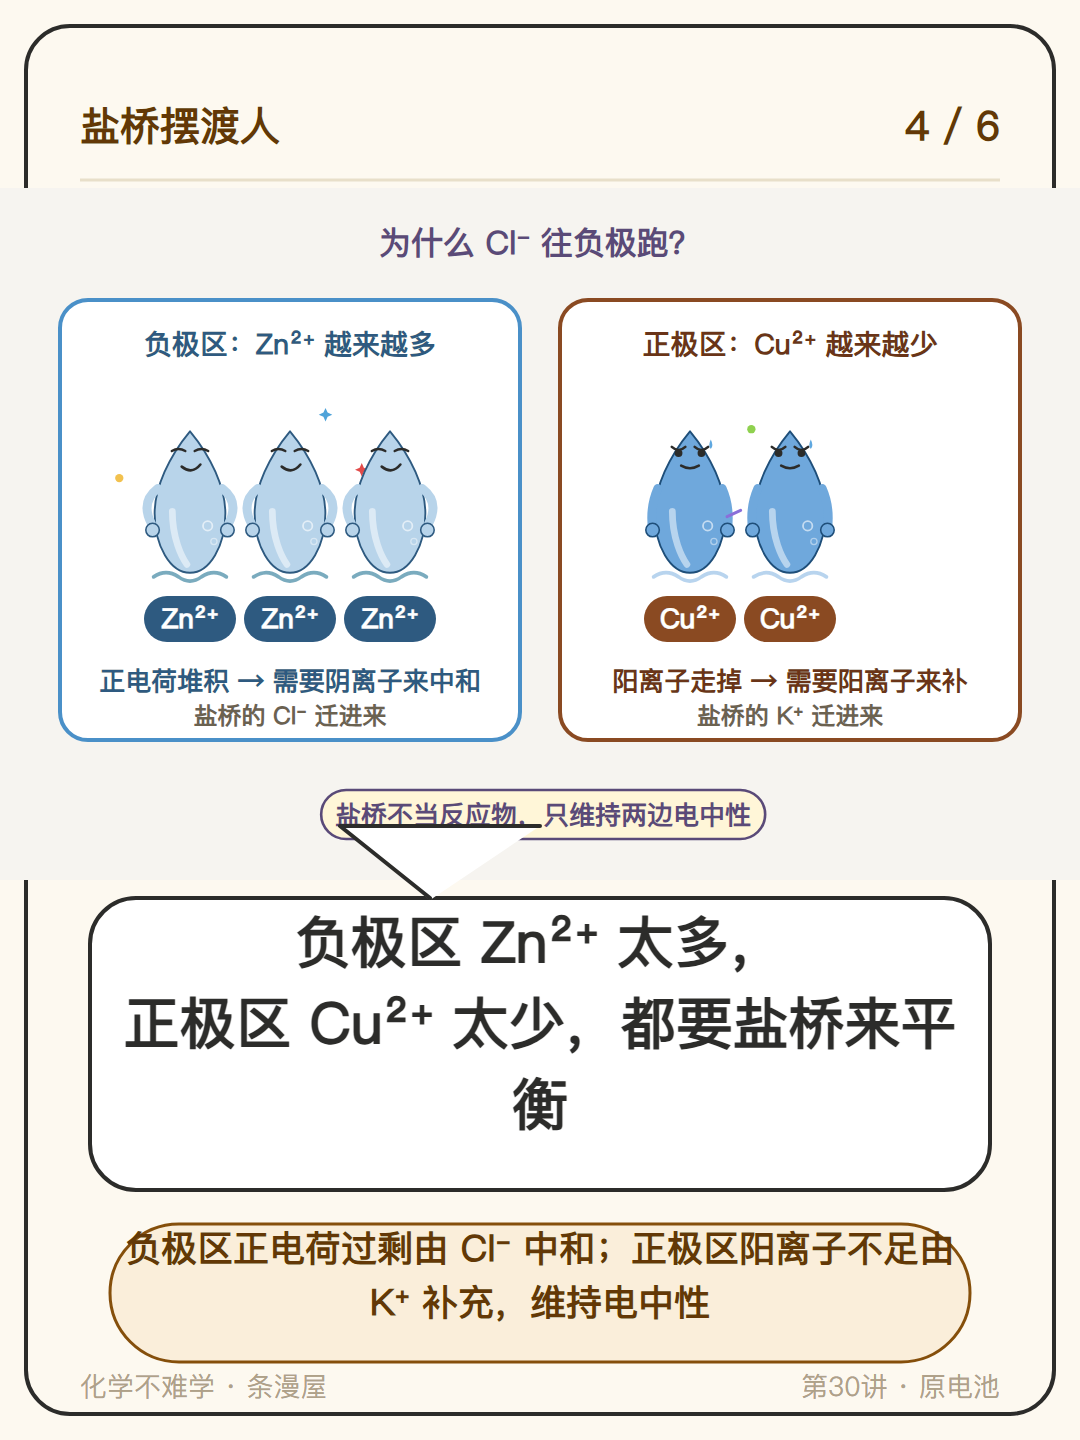 盐桥摆渡人
4 / 6
为什么 Cl⁻ 往负极跑?
负极区：Zn²⁺ 越来越多
正极区：Cu²⁺ 越来越少
Zn²⁺ Zn²⁺ Zn²⁺
Cu²⁺ Cu²⁺
正电荷堆积 → 需要阴离子来中和
盐桥的 Cl⁻ 迁进来
阳离子走掉 → 需要阳离子来补
盐桥的 K⁺ 迁进来
盐桥不当反应物，只维持两边电中性
负极区 Zn²⁺ 太多，
正极区 Cu²⁺ 太少，都要盐桥来平
衡
负极区正电荷过剩由 Cl⁻ 中和；正极区阳离子不足由
K⁺ 补充，维持电中性
化学不难学 · 条漫屋
第30讲 · 原电池